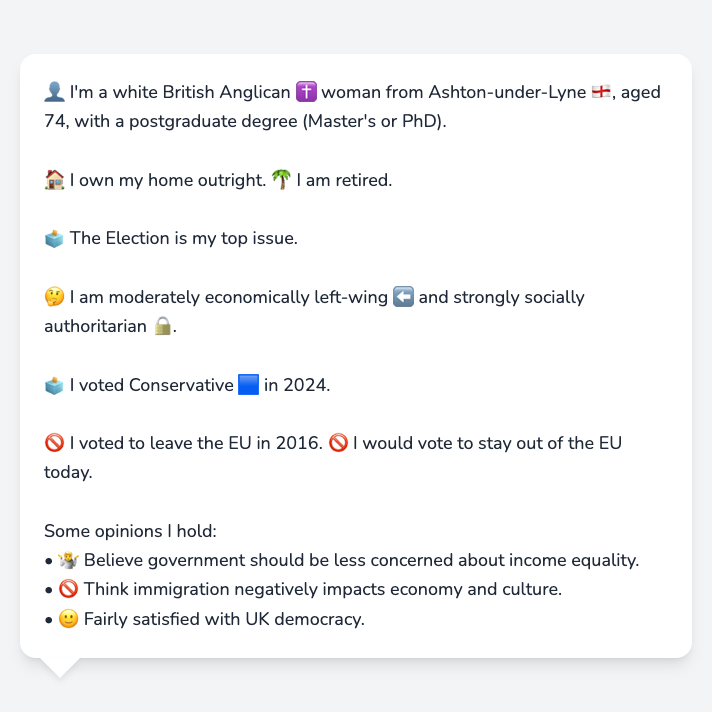 👤 I'm a white British Anglican ✝️ woman from Ashton-under-Lyne 🏴󠁧󠁢󠁥󠁮󠁧󠁿, aged
74, with a postgraduate degree (Master's or PhD).
🏠 I own my home outright. 🌴 I am retired.
🗳️ The Election is my top issue.
🤔 I am moderately economically left-wing ⬅️ and strongly socially
authoritarian 🔒.
🗳️ I voted Conservative 🟦 in 2024.
🚫 I voted to leave the EU in 2016. 🚫 I would vote to stay out of the EU
today.
Some opinions I hold:
• 🤷 Believe government should be less concerned about income equality.
• 🚫 Think immigration negatively impacts economy and culture.
• 🙂 Fairly satisfied with UK democracy.